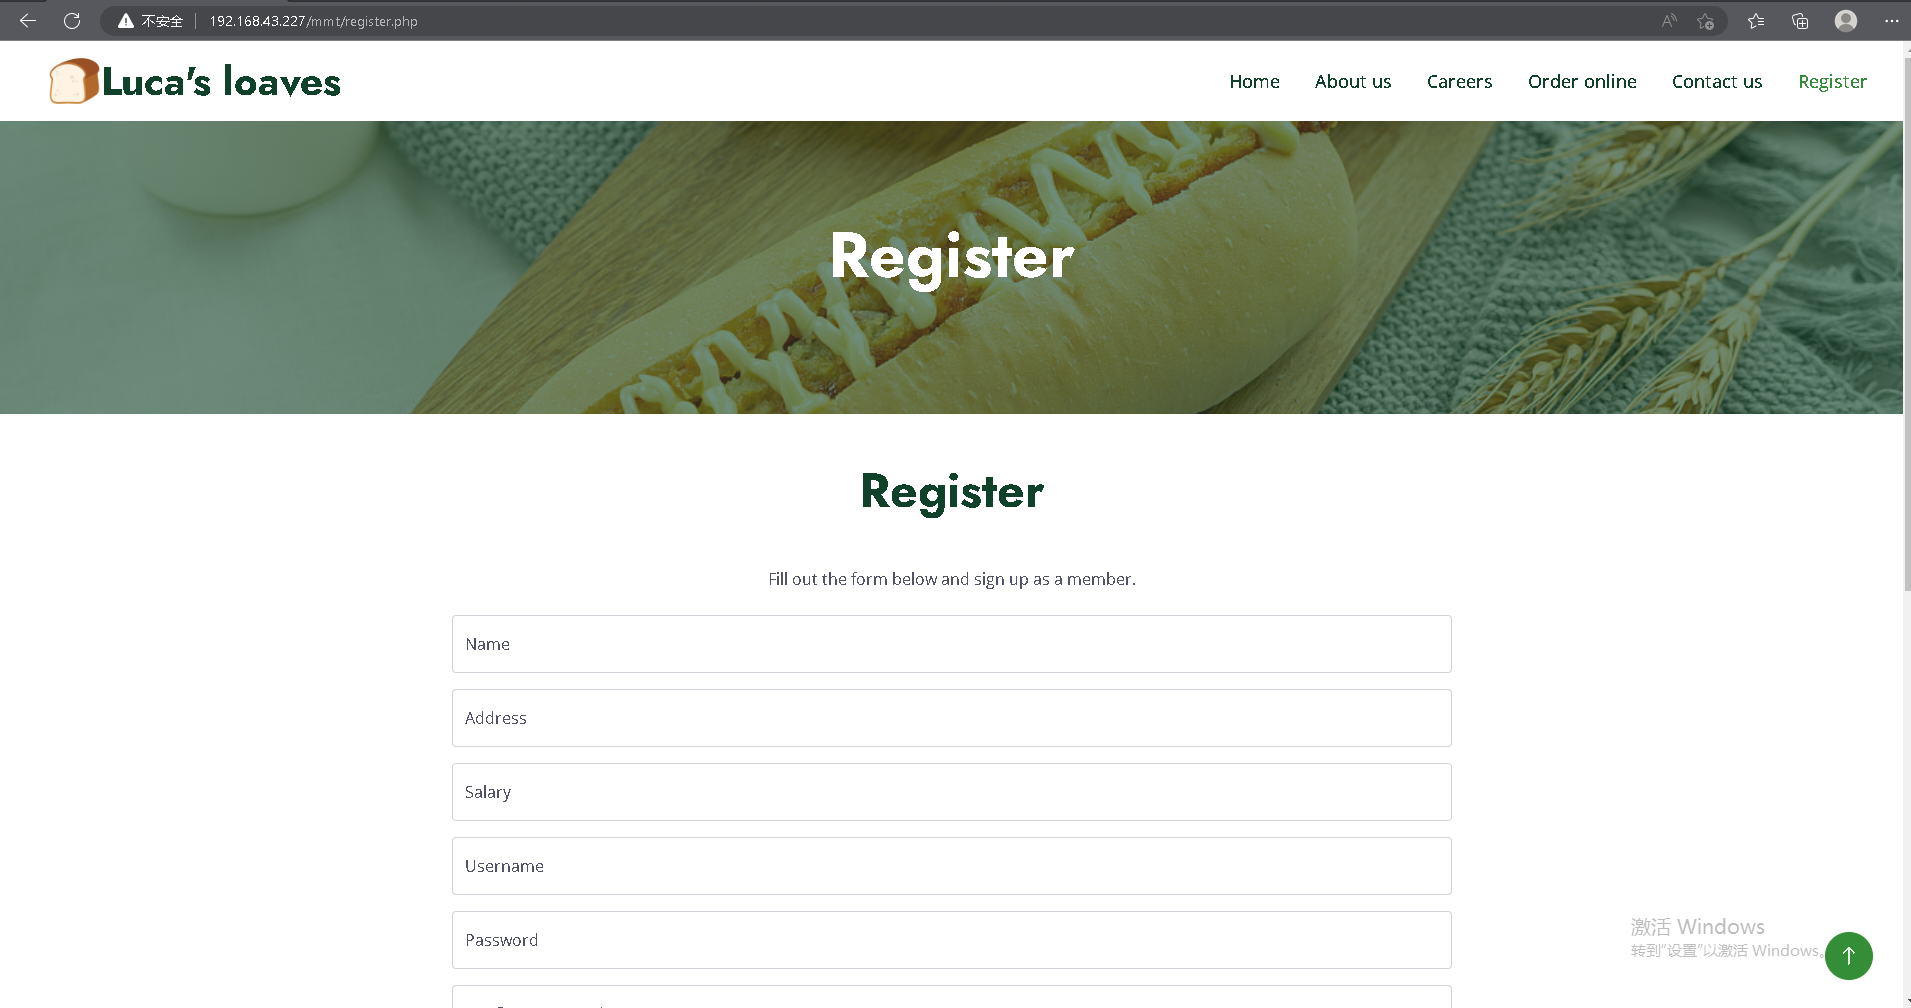 不安全
192.168.43.227/mmt/register.php
Luca's loaves
Home About us Careers Order online Contact us Register
Register
Register
Fill out the form below and sign up as a member.
Name
Address
Salary
Username
Password
激活 Windows
转到“设置”以激活 Windows。